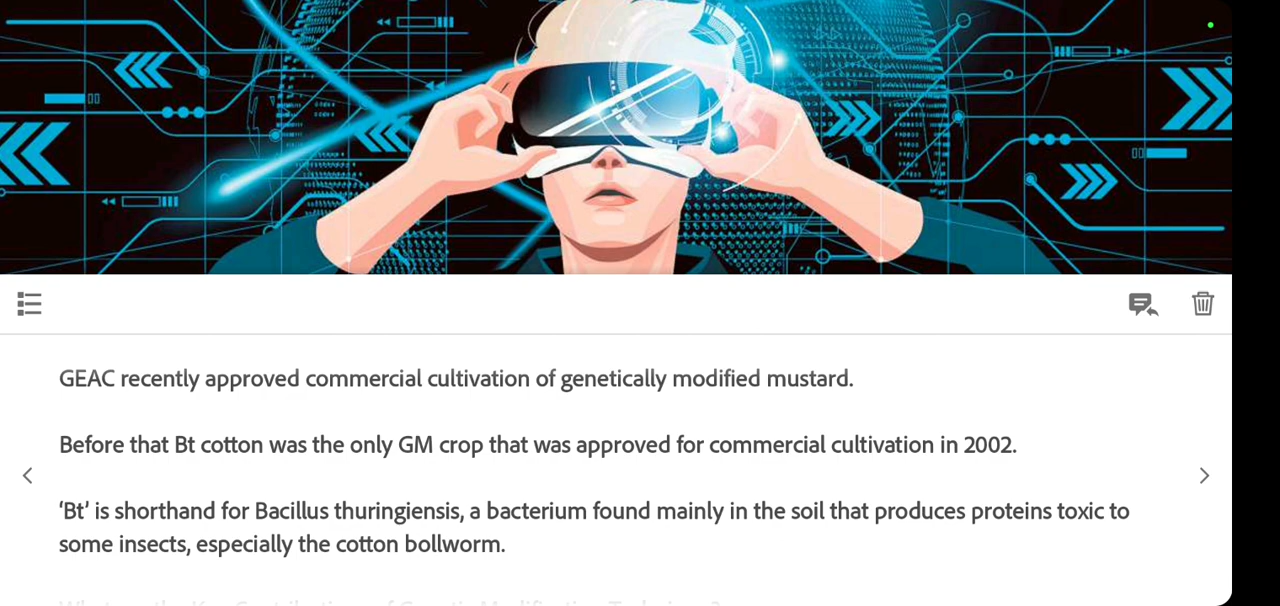 GEAC recently approved commercial cultivation of genetically modified mustard.
Before that Bt cotton was the only GM crop that was approved for commercial cultivation in 2002.
‘Bt’ is shorthand for Bacillus thuringiensis, a bacterium found mainly in the soil that produces proteins toxic to
some insects, especially the cotton bollworm.